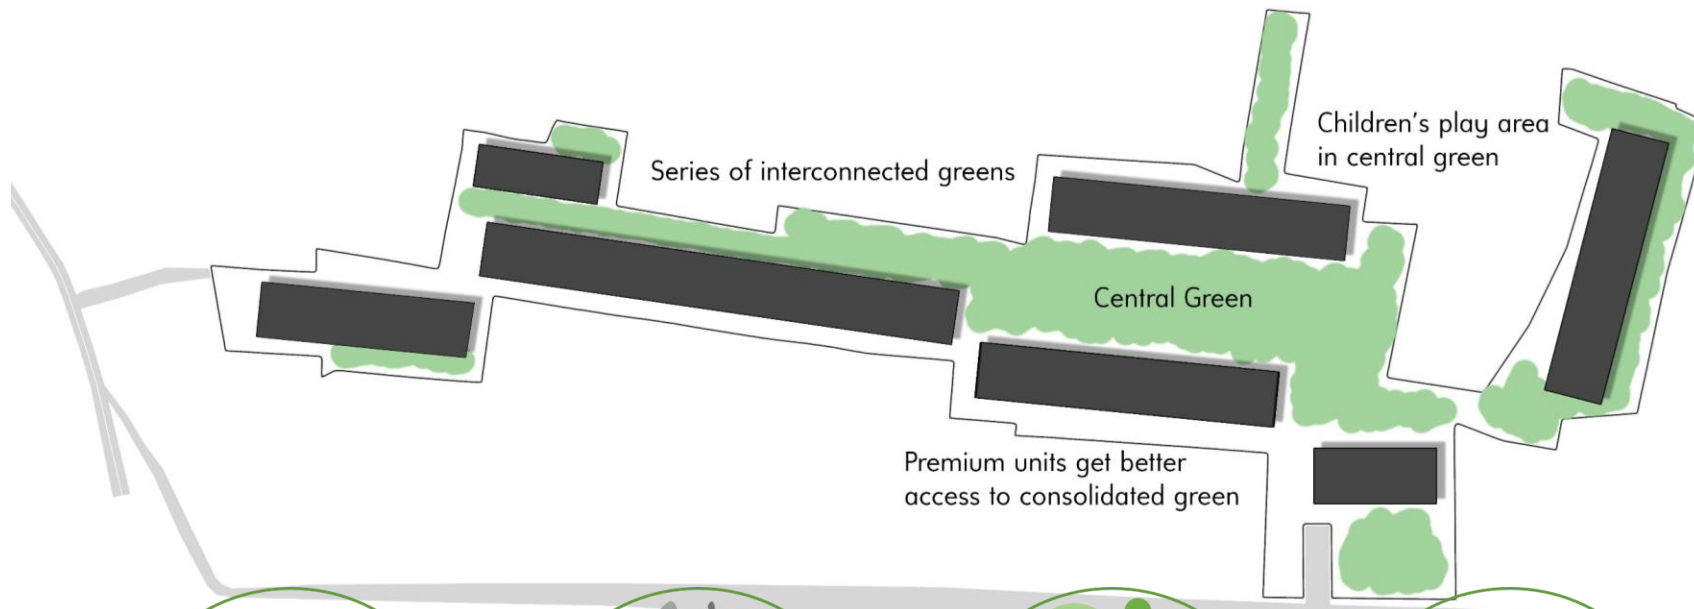 Children's play area
in central green
Series of interconnected greens
Central Green
Premium units get better
access to consolidated green